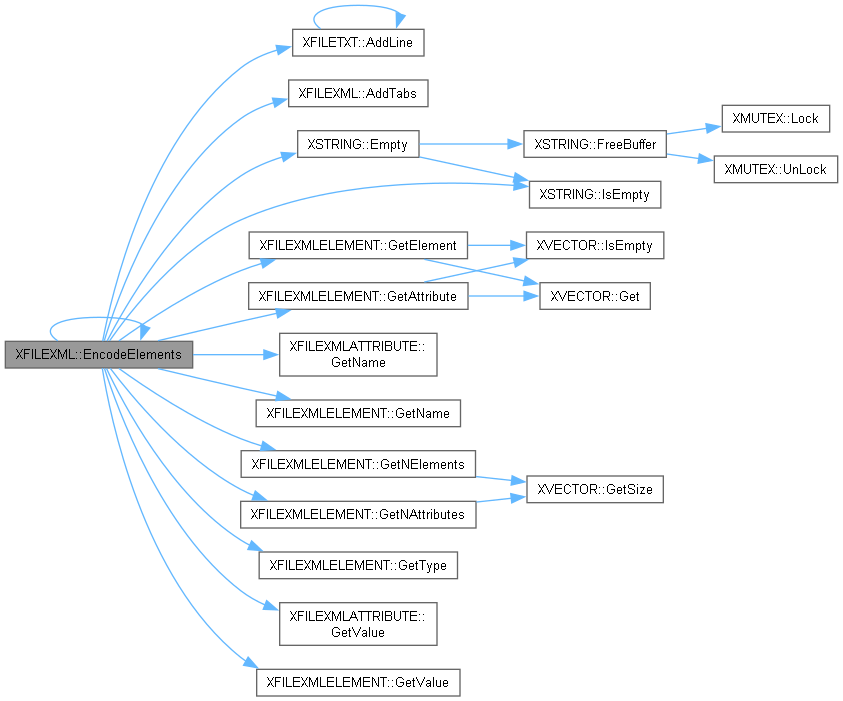 XFILETXT::AddLine
XFILEXML::AddTabs
XMUTEX::Lock
XSTRING::Empty
XSTRING::FreeBuffer
XMUTEX::UnLock
XSTRING::IsEmpty
XFILEXMLELEMENT::GetElement
XVECTOR::IsEmpty
XFILEXMLELEMENT::GetAttribute
XVECTOR::Get
XFILEXML::EncodeElements
XFILEXMLATTRIBUTE::
GetName
XFILEXMLELEMENT::GetName
XFILEXMLELEMENT::GetNElements
XVECTOR::GetSize
XFILEXMLELEMENT::GetNAttributes
XFILEXMLELEMENT::GetType
XFILEXMLATTRIBUTE::
GetValue
XFILEXMLELEMENT::GetValue